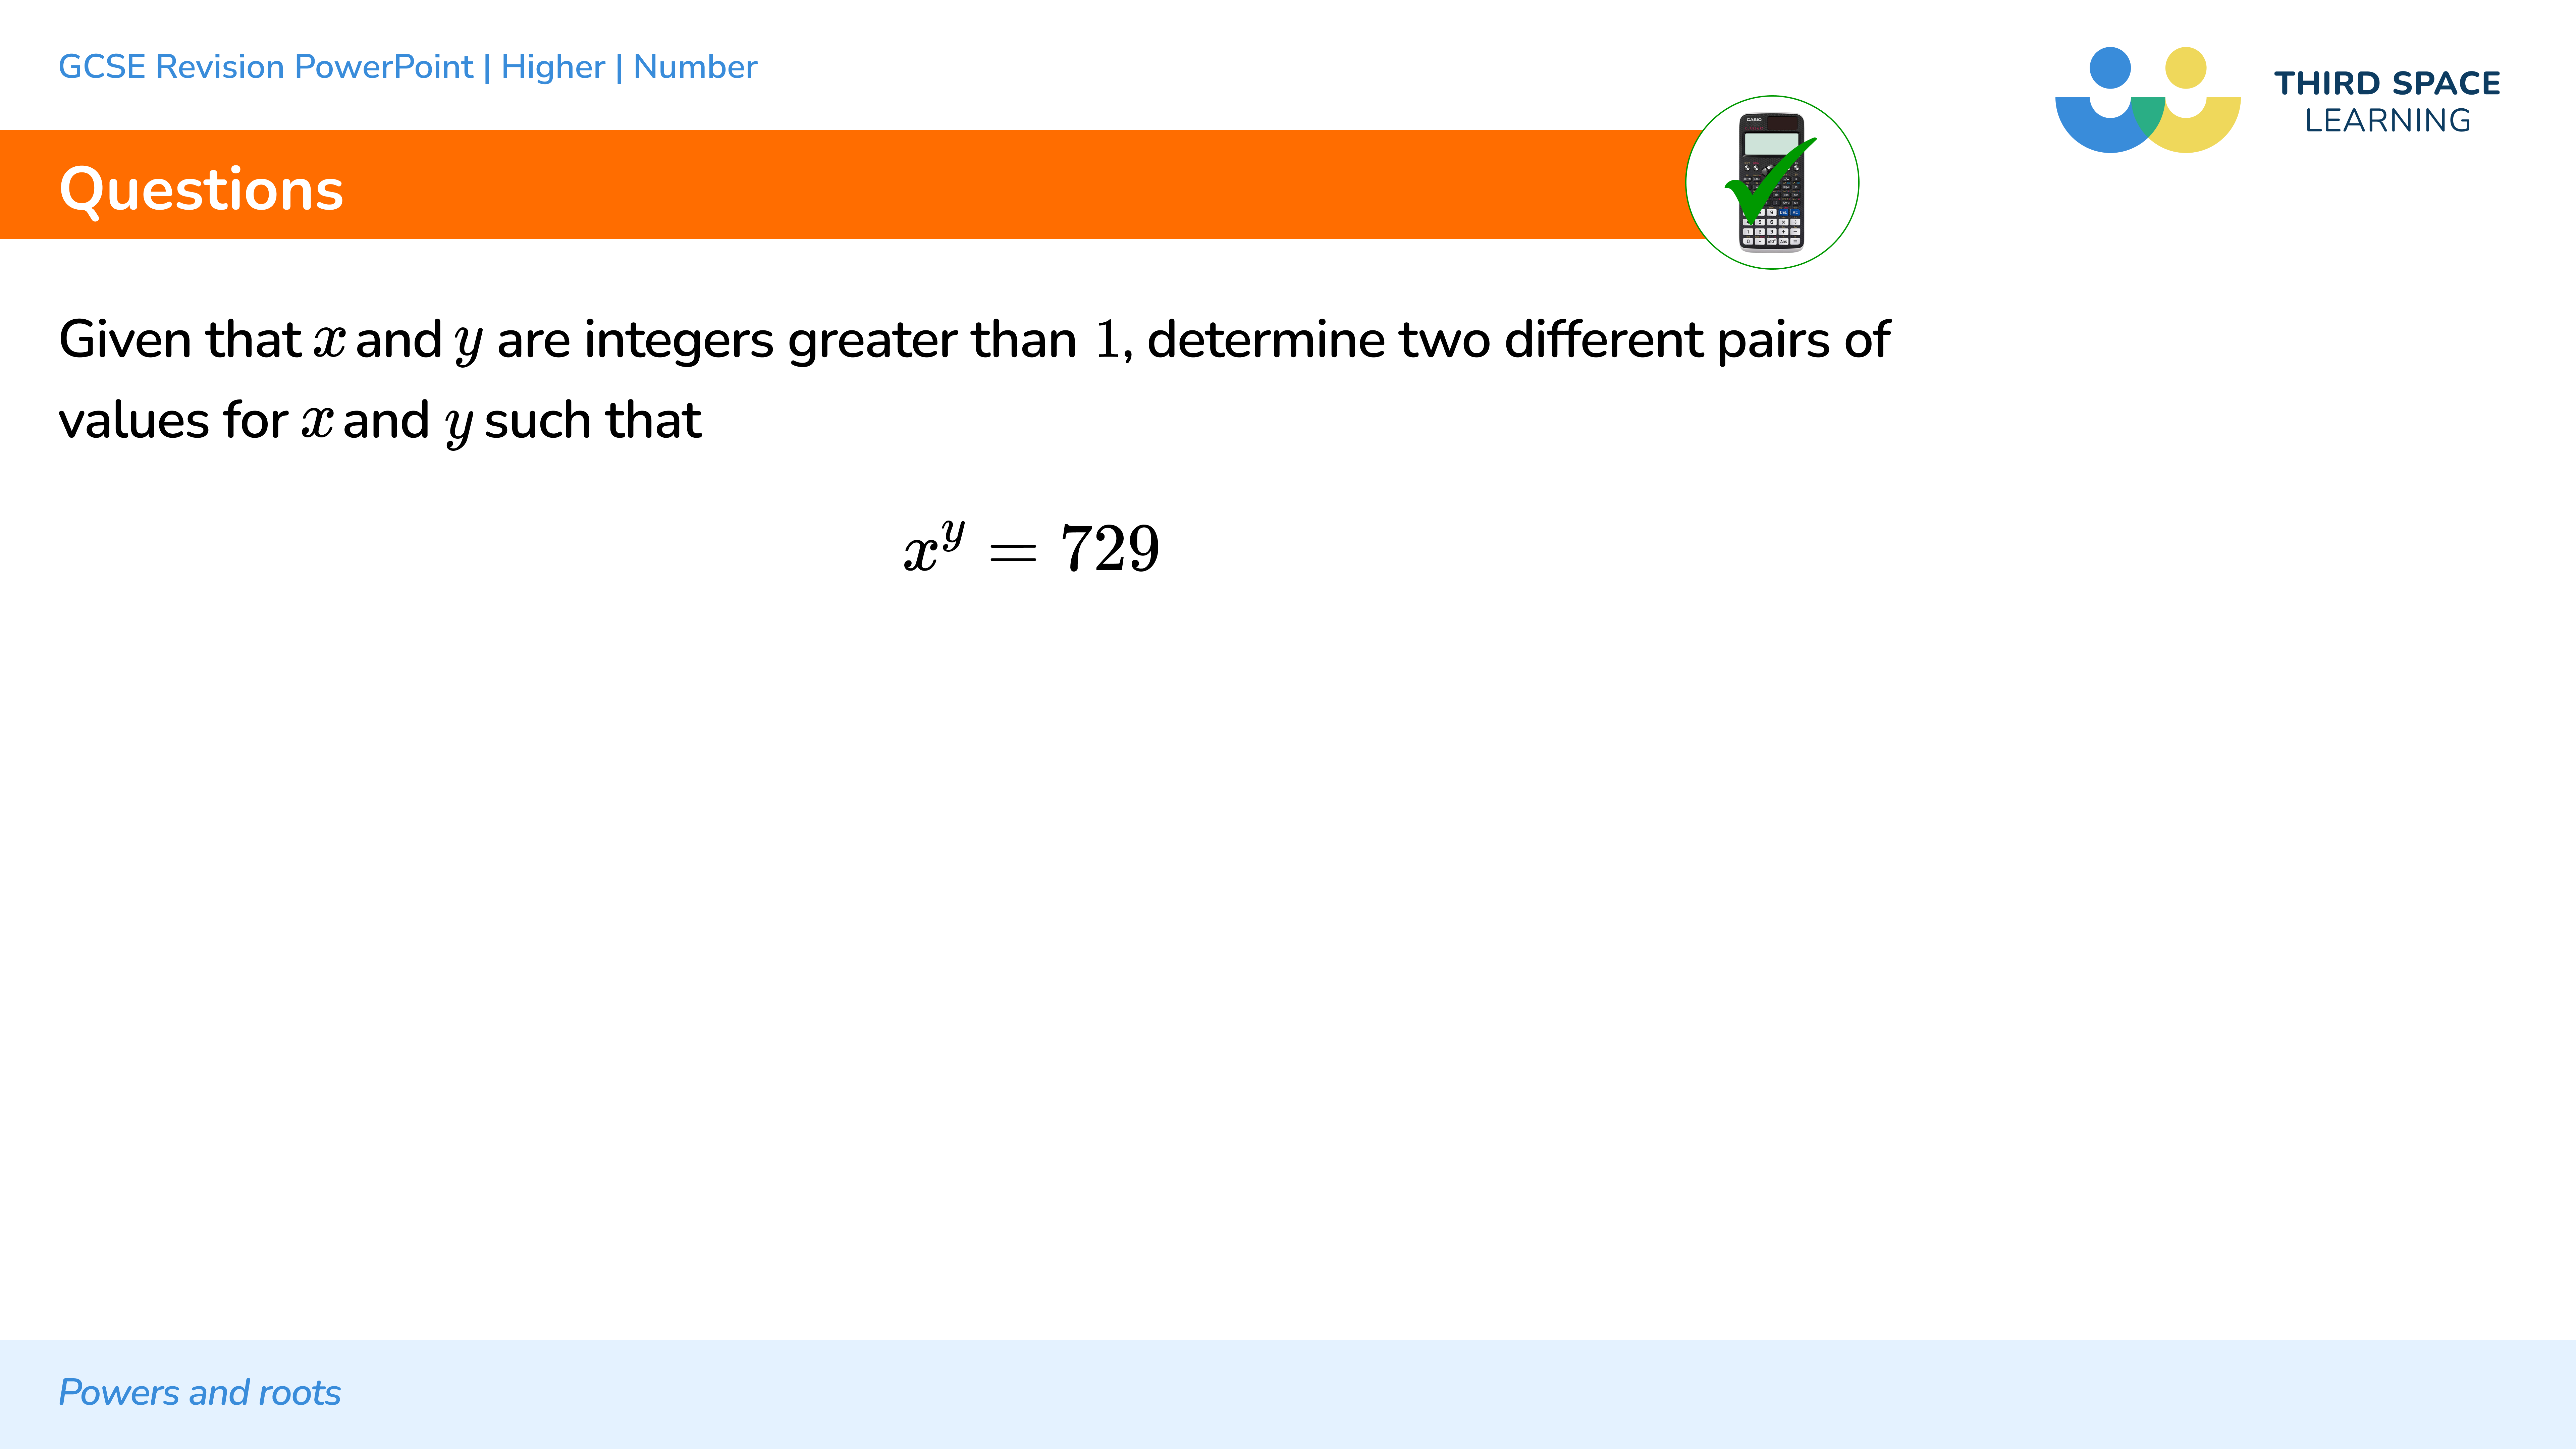 GCSE Revision PowerPoint | Higher | Number
THIRD SPACE
LEARNING
Questions
CASIO
Given that x and y are integers greater than 1, determine two different pairs of
values for x and y such that
x^y = 729
Powers and roots